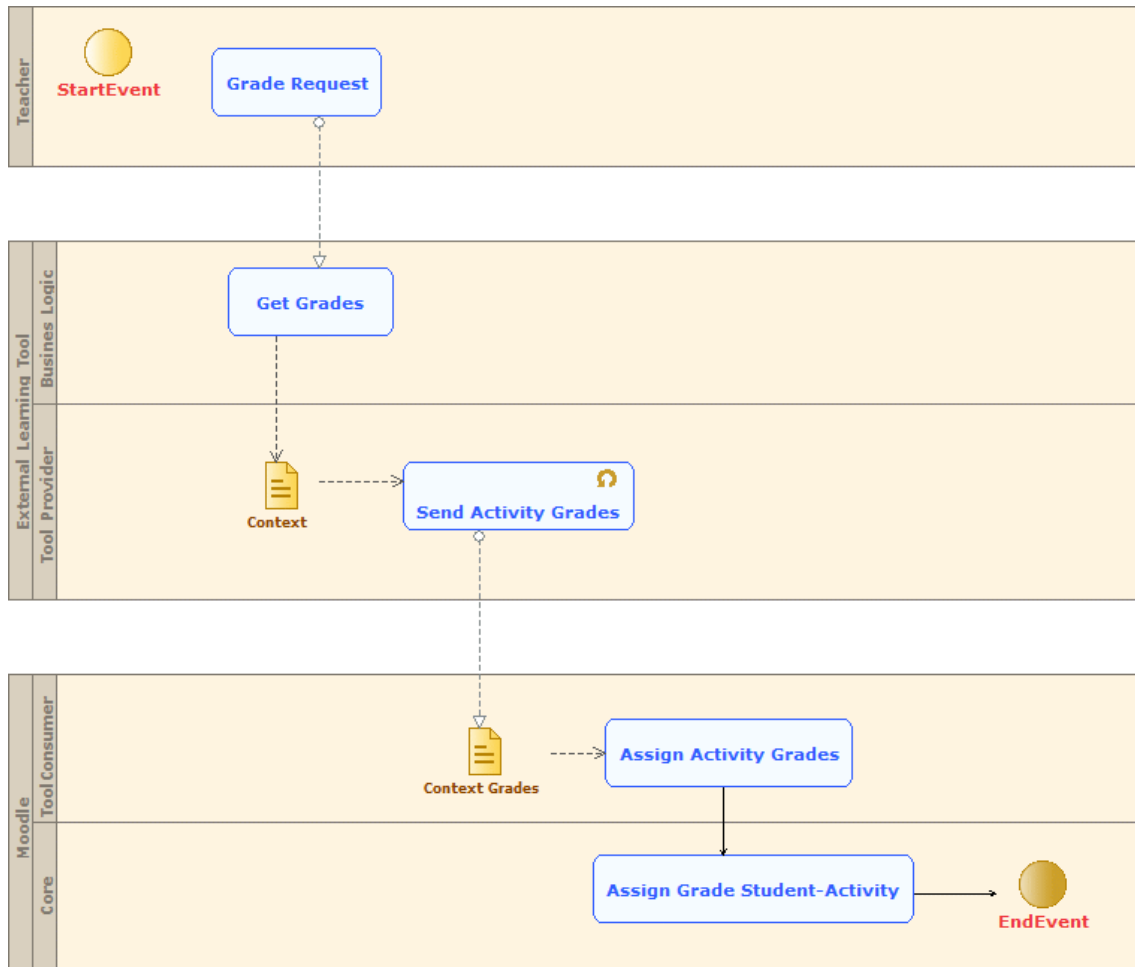 Teacher
StartEvent
Grade Request
External Learning Tool
Busines Logic
Get Grades
Tool Provider
Context
Send Activity Grades
Moodle
Tool Consumer
Context Grades
Assign Activity Grades
Core
Assign Grade Student-Activity
EndEvent